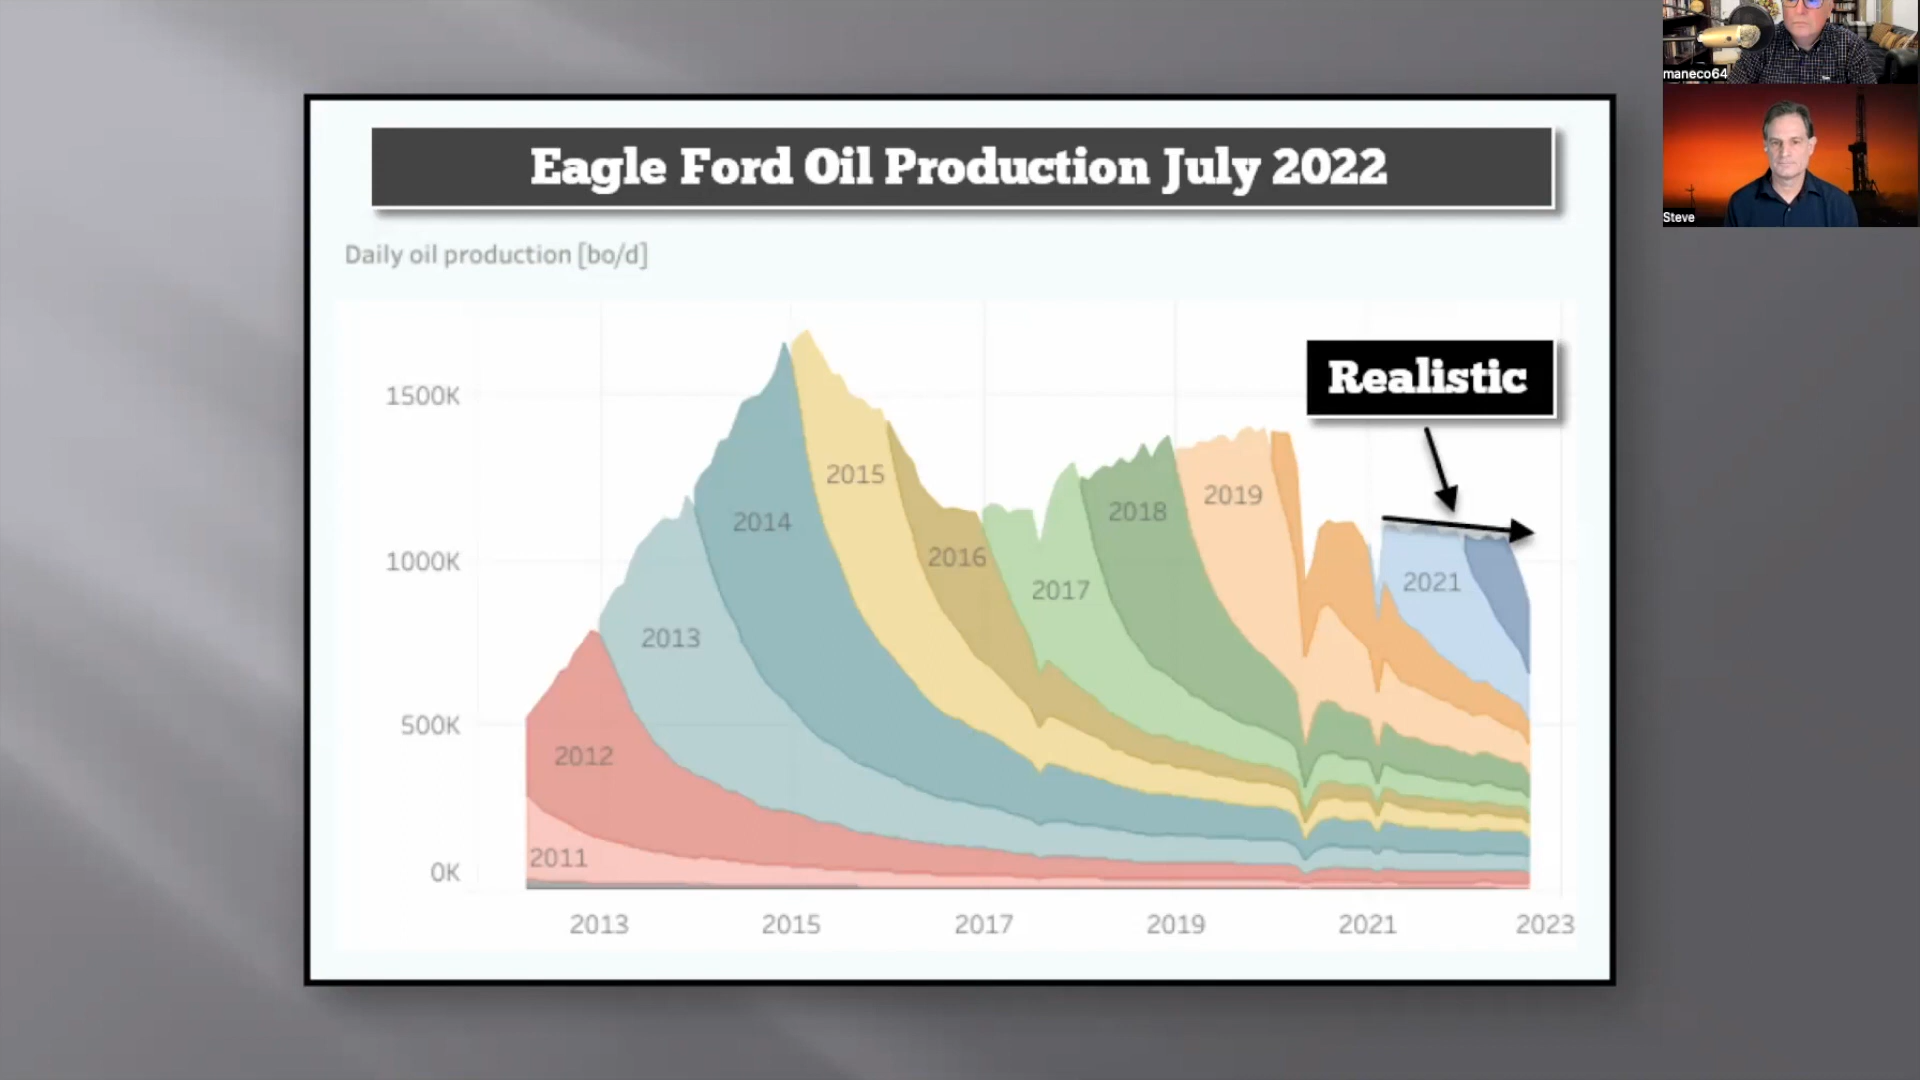 maneco64
Steve
Eagle Ford Oil Production July 2022
Daily oil production [bo/d]
Realistic
1500K
1000K
500K
0K
2011
2012
2013
2014
2015
2016
2017
2018
2019
2021
2013
2015
2017
2019
2021
2023